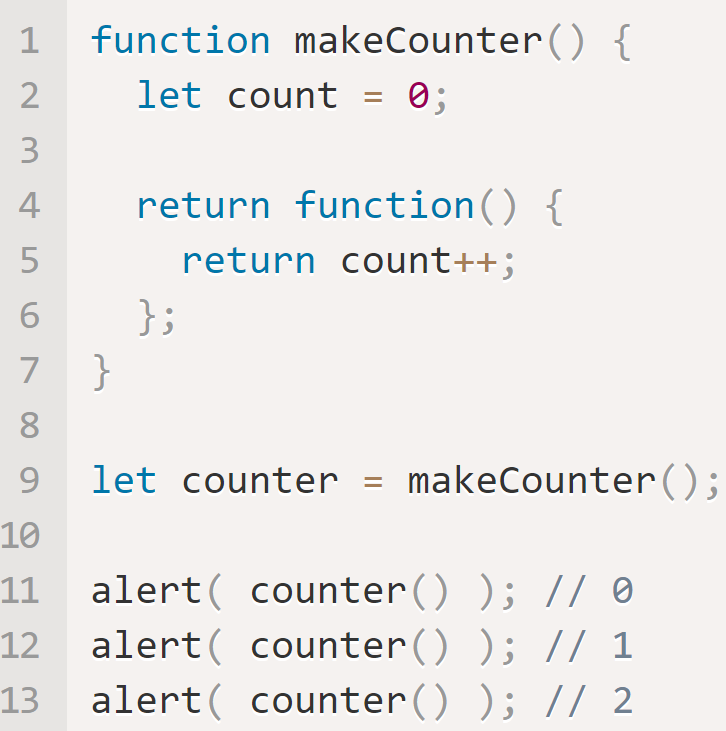 1 function makeCounter() {
2   let count = 0;
3
4   return function() {
5     return count++;
6   };
7 }
8
9 let counter = makeCounter();
10
11 alert( counter() ); // 0
12 alert( counter() ); // 1
13 alert( counter() ); // 2